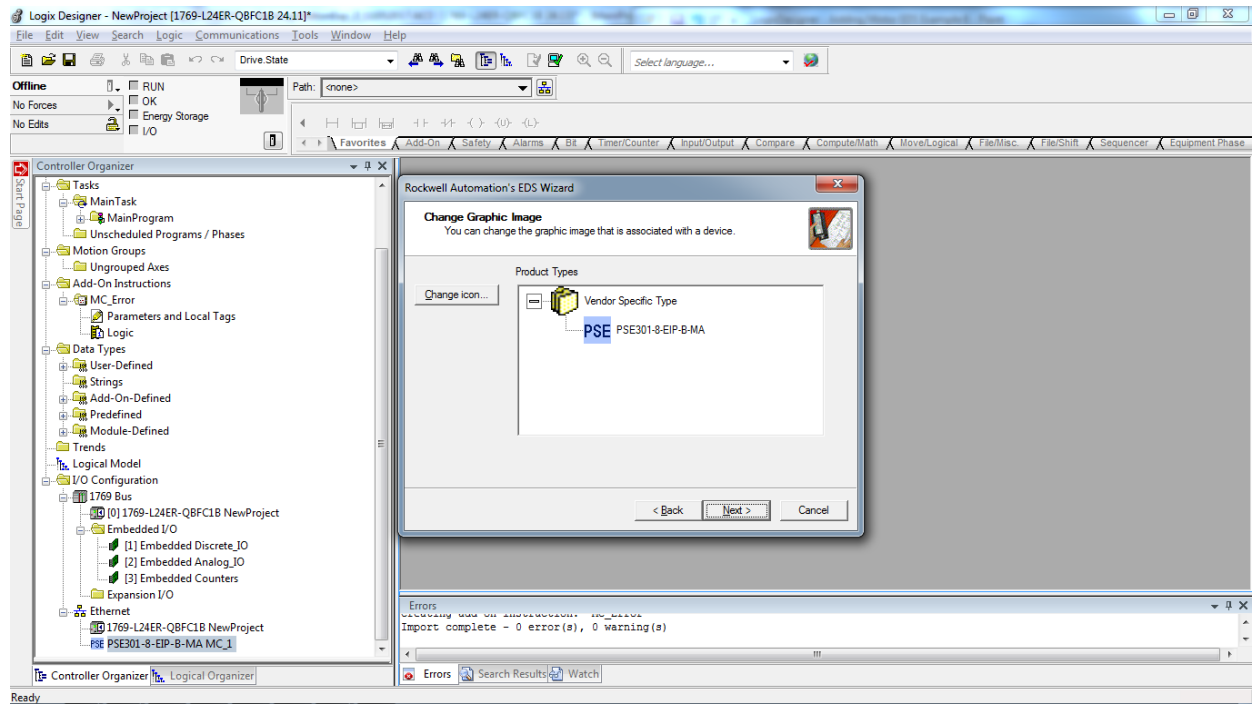 Logix Designer - NewProject [1769-L24ER-QBFC1B 24.11]*
File Edit View Search Logic Communications Tools Window Help
Drive.State
Select language...
Offline
RUN
Path: <none>
No Forces
OK
Energy Storage
No Edits
I/O
Favorites Add-On Safety Alarms Bit Timer/Counter Input/Output Compare Compute/Math Move/Logical File/Misc. File/Shift Sequencer Equipment Phase
Start Page
Controller Organizer
Tasks
MainTask
MainProgram
Unscheduled Programs / Phases
Motion Groups
Ungrouped Axes
Add-On Instructions
MC_Error
Parameters and Local Tags
Logic
Data Types
User-Defined
Strings
Add-On-Defined
Predefined
Module-Defined
Trends
Logical Model
I/O Configuration
1769 Bus
[0] 1769-L24ER-QBFC1B NewProject
Embedded I/O
[1] Embedded Discrete_IO
[2] Embedded Analog_IO
[3] Embedded Counters
Expansion I/O
Ethernet
1769-L24ER-QBFC1B NewProject
PSE PSE301-8-EIP-B-MA MC_1
Controller Organizer Logical Organizer
Rockwell Automation's EDS Wizard
Change Graphic Image
You can change the graphic image that is associated with a device.
Product Types
Change icon...
Vendor Specific Type
PSE PSE301-8-EIP-B-MA
< Back Next > Cancel
Errors
Import complete - 0 error(s), 0 warning(s)
Errors Search Results Watch
Ready